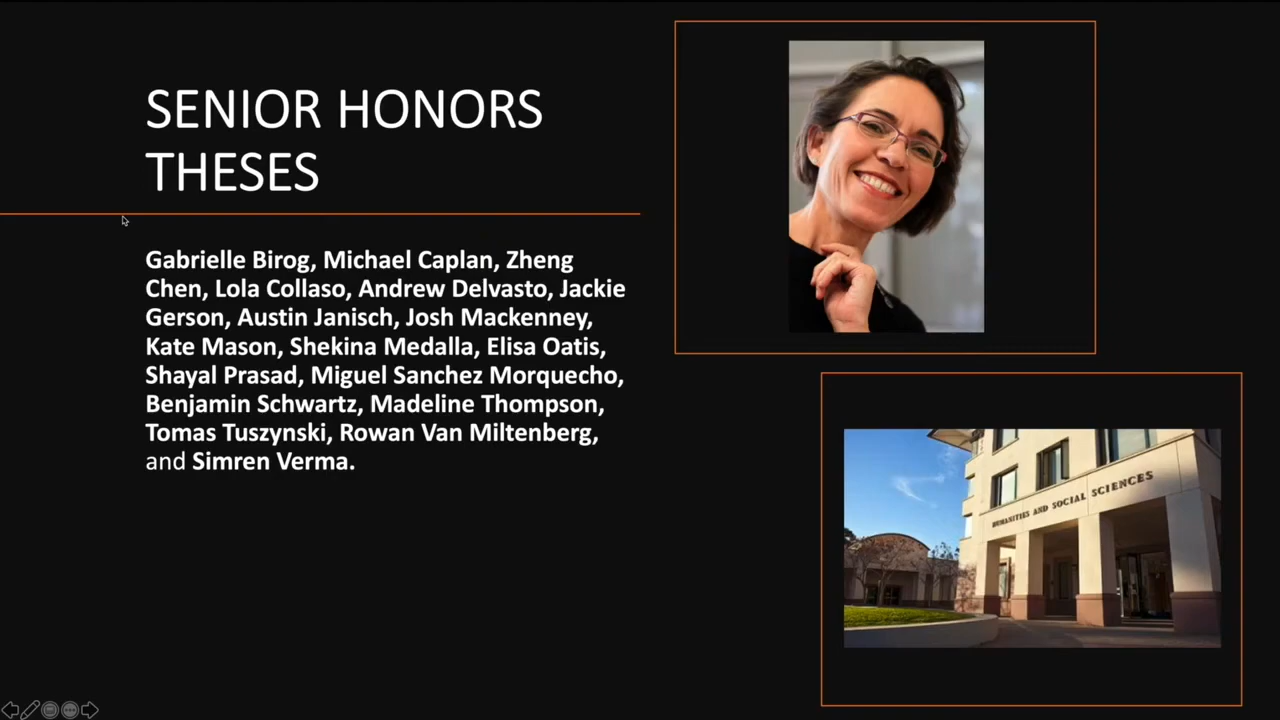 SENIOR HONORS
THESES
Gabrielle Birog, Michael Caplan, Zheng
Chen, Lola Collaso, Andrew Delvasto, Jackie
Gerson, Austin Janisch, Josh Mackenney,
Kate Mason, Shekina Medalla, Elisa Oatis,
Shayal Prasad, Miguel Sanchez Morquecho,
Benjamin Schwartz, Madeline Thompson,
Tomas Tuszynski, Rowan Van Miltenberg,
and Simren Verma.
HUMANITIES AND SOCIAL SCIENCES